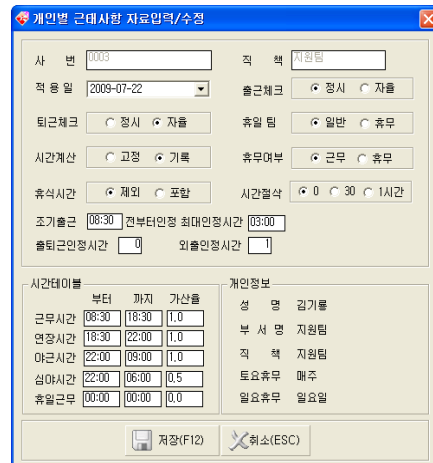 개인별 근태사항 자료입력/수정
사 번 0003 직 책 지원팀
적 용 일 2009-07-22 출근체크 정시 자율
퇴근체크 정시 자율 휴일 팀 일반 휴무
시간계산 고정 기록 휴무여부 근무 휴무
휴식시간 제외 포함 시간절삭 0 30 1시간
조기출근 08:30 전부터인정 최대인정시간 03:00
출퇴근인정시간 0 외출인정시간 1
시간테이블 개인정보
부터 까지 가산율 성 명 김기룡
근무시간 08:30 18:30 1,0 부 서 명 지원팀
연장시간 18:30 22:00 1,0
야근시간 22:00 09:00 1,0 직 책 지원팀
심야시간 22:00 06:00 0,5 토요휴무 매주
휴일근무 00:00 00:00 0,0 일요휴무 일요일
저장(F12) 취소(ESC)